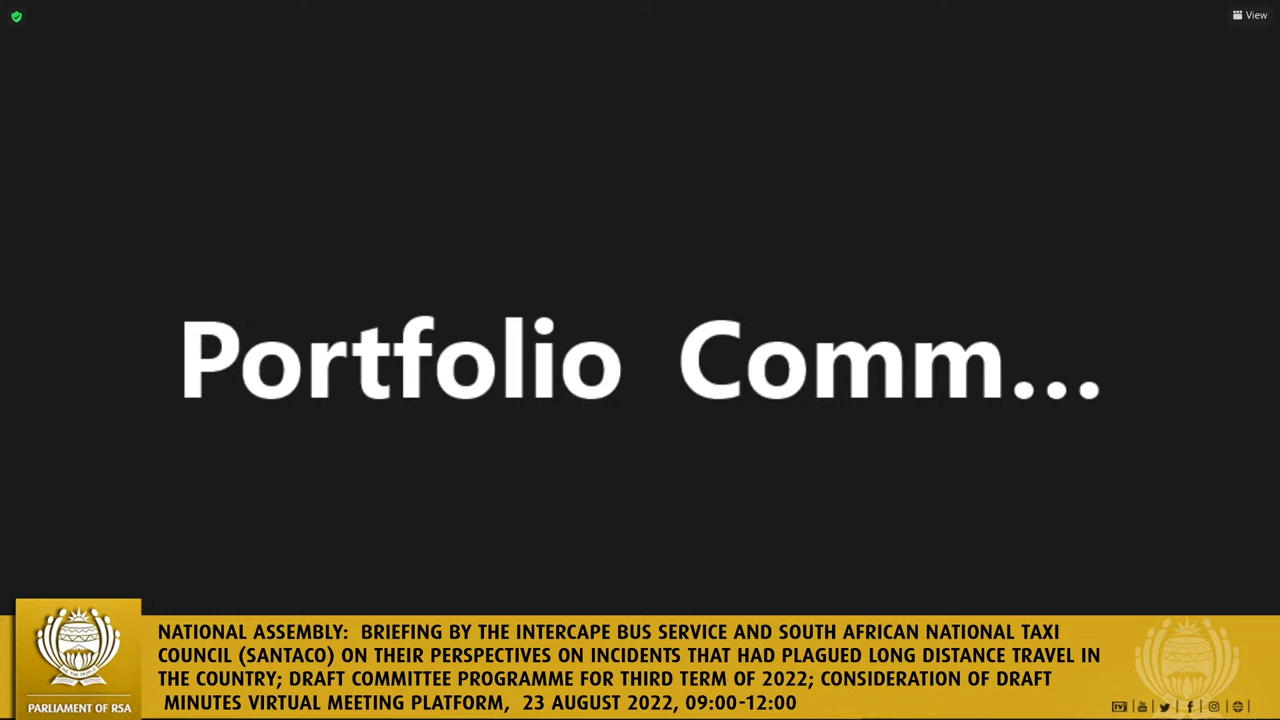 View
Portfolio Comm...
NATIONAL ASSEMBLY: BRIEFING BY THE INTERCAPE BUS SERVICE AND SOUTH AFRICAN NATIONAL TAXI
COUNCIL (SANTACO) ON THEIR PERSPECTIVES ON INCIDENTS THAT HAD PLAGUED LONG DISTANCE TRAVEL IN
THE COUNTRY; DRAFT COMMITTEE PROGRAMME FOR THIRD TERM OF 2022; CONSIDERATION OF DRAFT
MINUTES VIRTUAL MEETING PLATFORM, 23 AUGUST 2022, 09:00-12:00
PARLIAMENT OF RSA